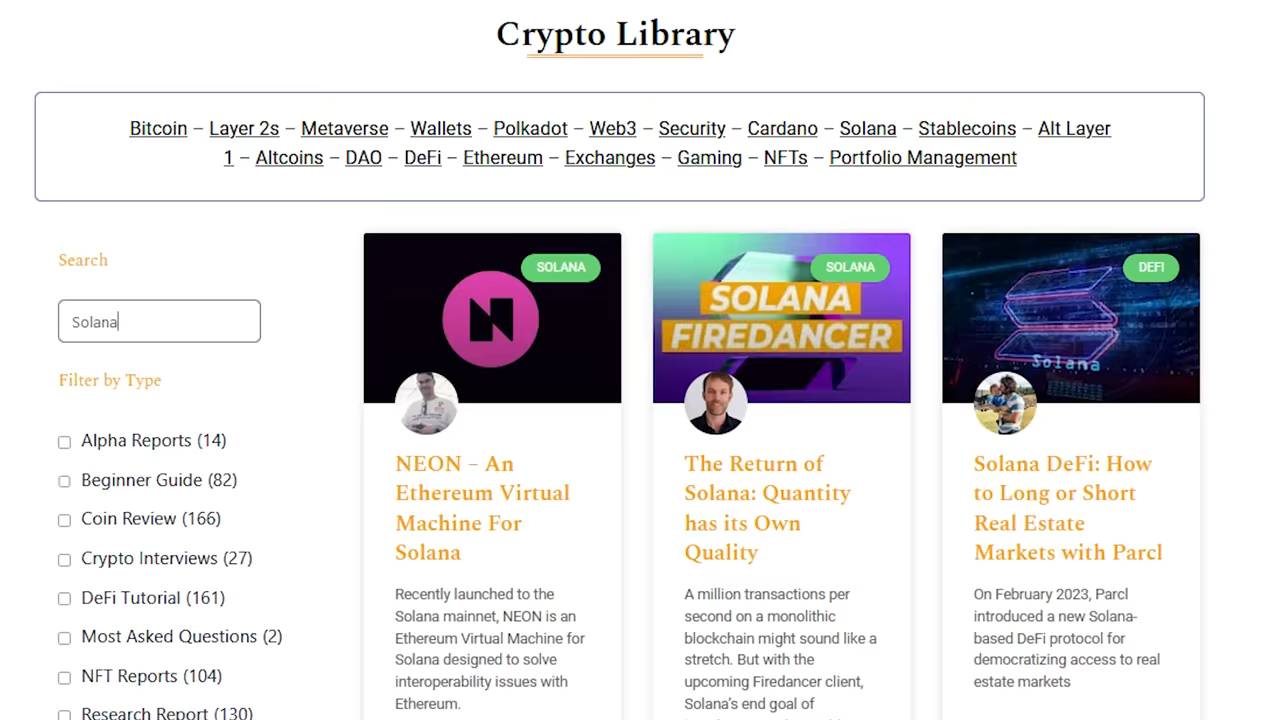 Crypto Library
Bitcoin – Layer 2s – Metaverse – Wallets – Polkadot – Web3 – Security – Cardano – Solana – Stablecoins – Alt Layer
1 – Altcoins – DAO – DeFi – Ethereum – Exchanges – Gaming – NFTs – Portfolio Management
Search
Solana
Filter by Type
Alpha Reports (14)
Beginner Guide (82)
Coin Review (166)
Crypto Interviews (27)
DeFi Tutorial (161)
Most Asked Questions (2)
NFT Reports (104)
Research Report (130)
SOLANA
N
NEON – An
Ethereum Virtual
Machine For
Solana
Recently launched to the
Solana mainnet, NEON is an
Ethereum Virtual Machine for
Solana designed to solve
interoperability issues with
Ethereum.
SOLANA
SOLANA
FIREDANCER
The Return of
Solana: Quantity
has its Own
Quality
A million transactions per
second on a monolithic
blockchain might sound like a
stretch. But with the
upcoming Firedancer client,
Solana's end goal of
DEFI
Solana
Solana DeFi: How
to Long or Short
Real Estate
Markets with Parcl
On February 2023, Parcl
introduced a new Solana-
based DeFi protocol for
democratizing access to real
estate markets